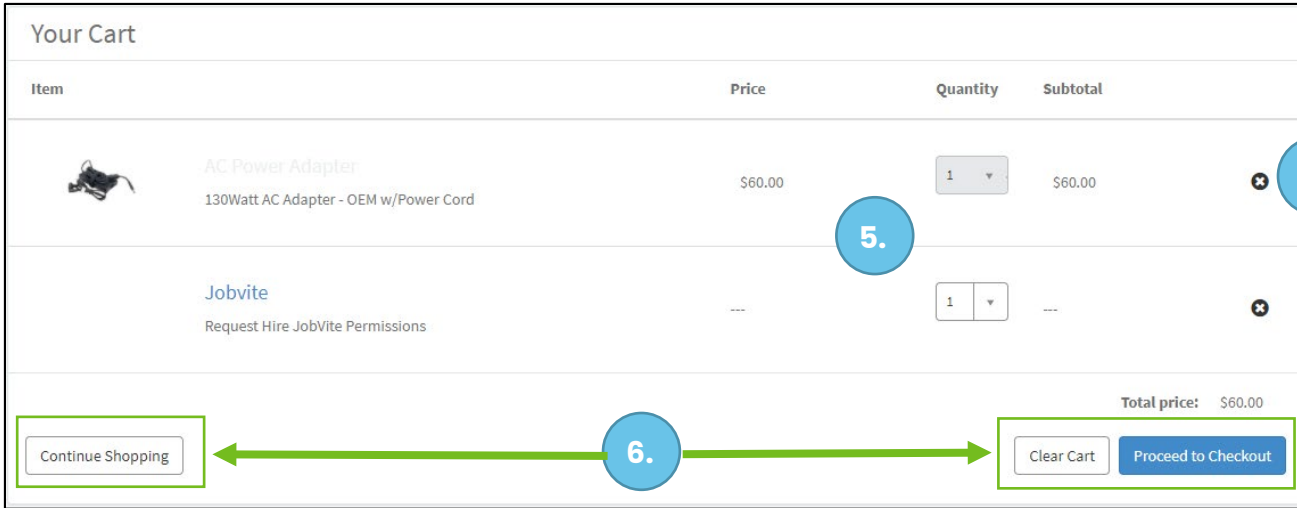 Your Cart
Item Price Quantity Subtotal
AC Power Adapter
130Watt AC Adapter - OEM w/Power Cord
$60.00 1 $60.00
5.
Jobvite
Request Hire JobVite Permissions
--- 1 ---
Total price: $60.00
Continue Shopping 6. Clear Cart Proceed to Checkout